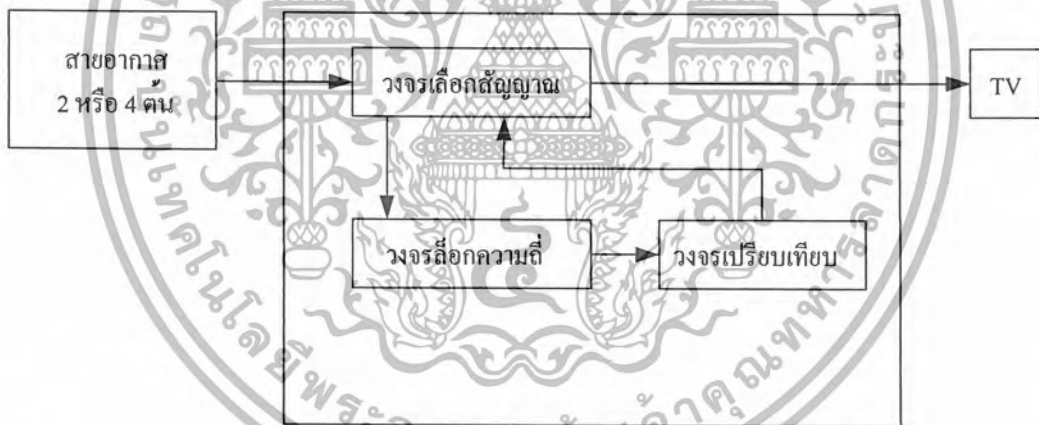 สายอากาศ
2 หรือ 4 ต้น
วงจรเลือกสัญญาณ
TV
วงจรล็อกความถี่
วงจรเปรียบเทียบ